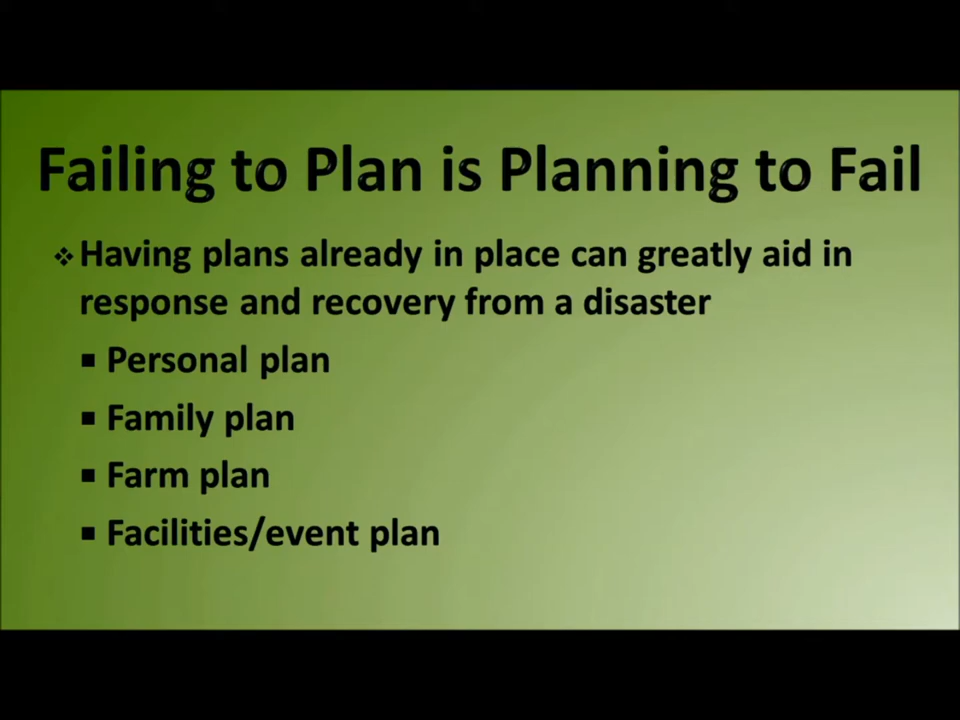 Failing to Plan is Planning to Fail
❖ Having plans already in place can greatly aid in
response and recovery from a disaster
▪ Personal plan
▪ Family plan
▪ Farm plan
▪ Facilities/event plan